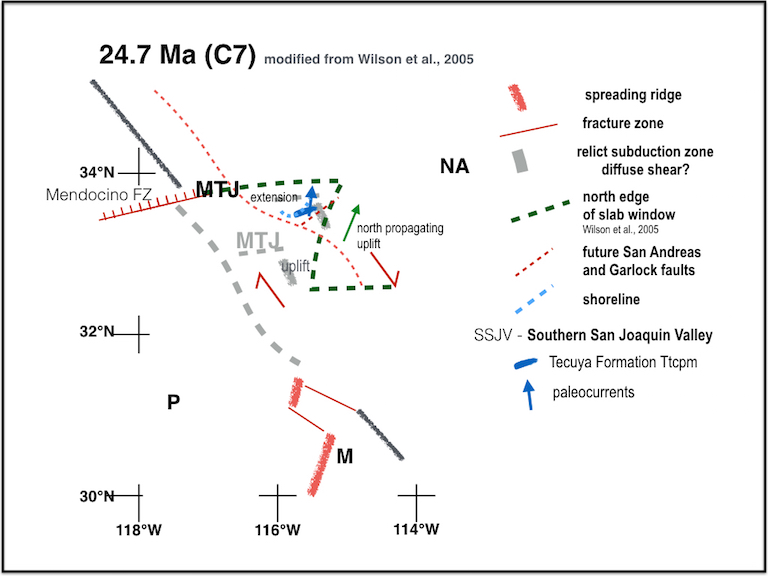 24.7 Ma (C7) modified from Wilson et al., 2005
spreading ridge
fracture zone
relict subduction zone
diffuse shear?
north edge
of slab window
Wilson et al., 2005
future San Andreas
and Garlock faults
shoreline
SSJV - Southern San Joaquin Valley
Tecuya Formation Ttcpm
paleocurrents
NA
34°N
Mendocino FZ
MTJ
extension
north propagating
uplift
MTJ
uplift
32°N
P
M
30°N
118°W
116°W
114°W